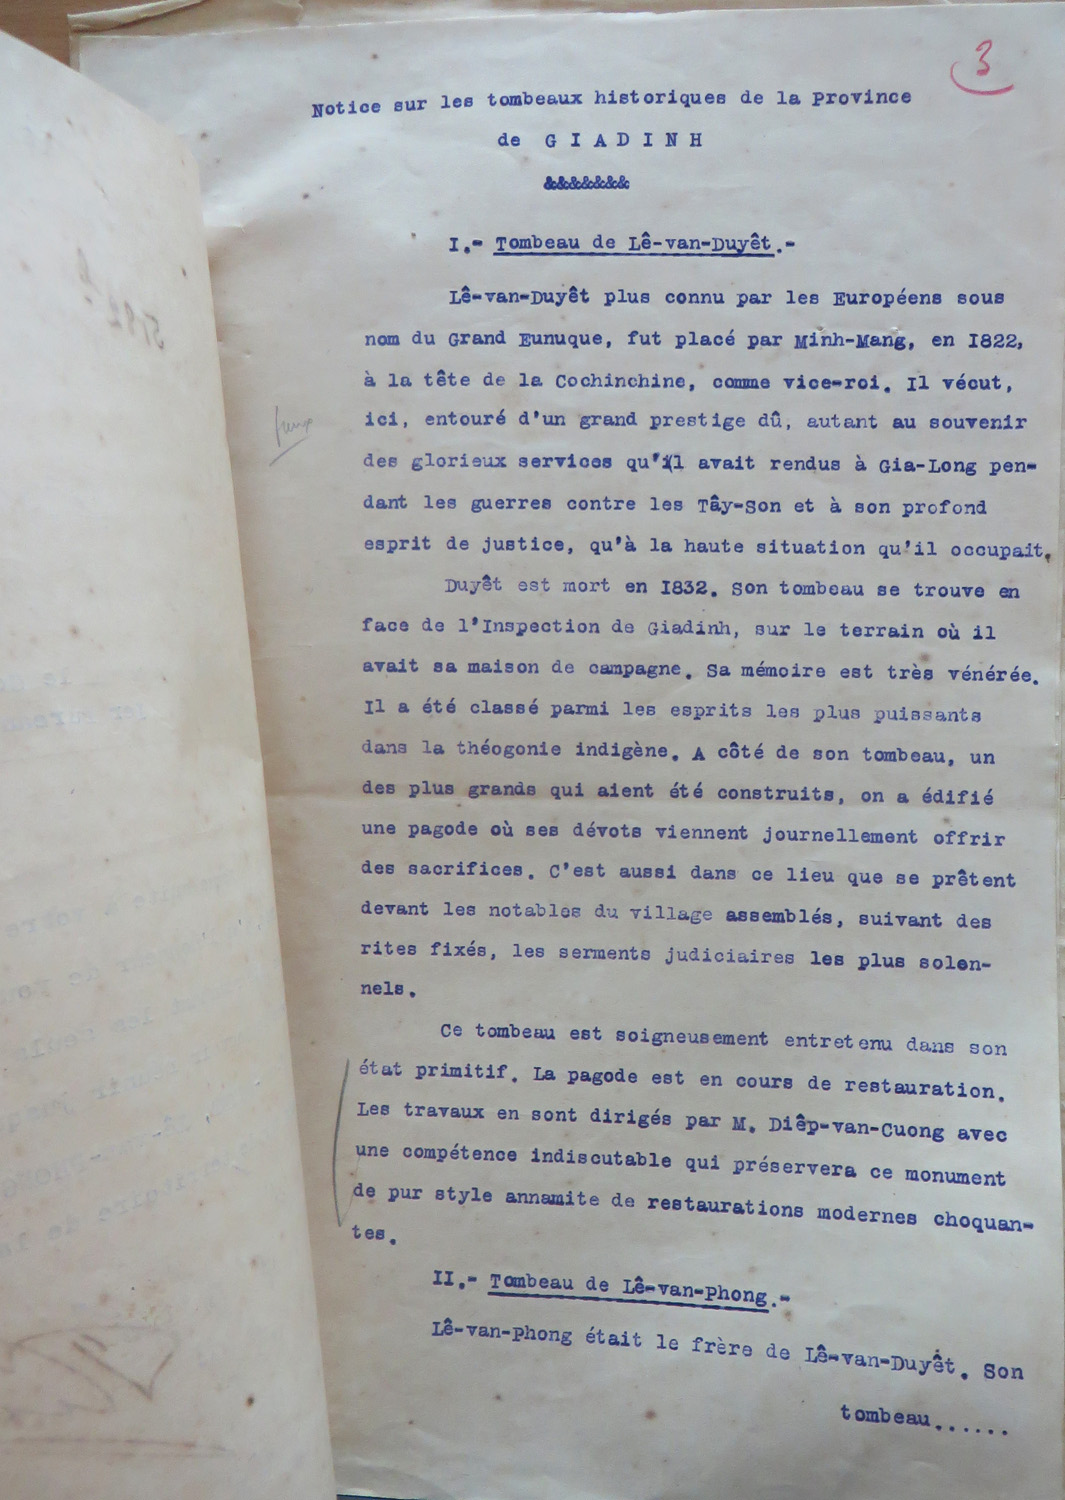 3
Notice sur les tombeaux historiques de la Province
de G I A D I N H
&&&&&&&
I.- Tombeau de Lê-van-Duyêt.-
Lê-van-Duyêt plus connu par les Européens sous
nom du Grand Eunuque, fut placé par Minh-Mang, en 1822,
à la tête de la Cochinchine, comme vice-roi. Il vécut,
ici, entouré d'un grand prestige dû, autant au souvenir
des glorieux services qu'il avait rendus à Gia-Long pen-
dant les guerres contre les Tây-Son et à son profond
esprit de justice, qu'à la haute situation qu'il occupait.
Duyêt est mort en 1832. Son tombeau se trouve en
face de l'Inspection de Giadinh, sur le terrain où il
avait sa maison de campagne. Sa mémoire est très vénérée.
Il a été classé parmi les esprits les plus puissants
dans la théogonie indigène. A côté de son tombeau, un
des plus grands qui aient été construits, on a édifié
une pagode où ses dévots viennent journellement offrir
des sacrifices. C'est aussi dans ce lieu que se prêtent
devant les notables du village assemblés, suivant des
rites fixés, les serments judiciaires les plus solen-
nels.
Ce tombeau est soigneusement entretenu dans son
état primitif. La pagode est en cours de restauration.
Les travaux en sont dirigés par M. Diêp-van-Cuong avec
une compétence indiscutable qui préservera ce monument
de pur style annamite de restaurations modernes choquan-
tes.
II.- Tombeau de Lê-van-Phong.-
Lê-van-Phong était le frère de Lê-van-Duyêt. Son
tombeau......